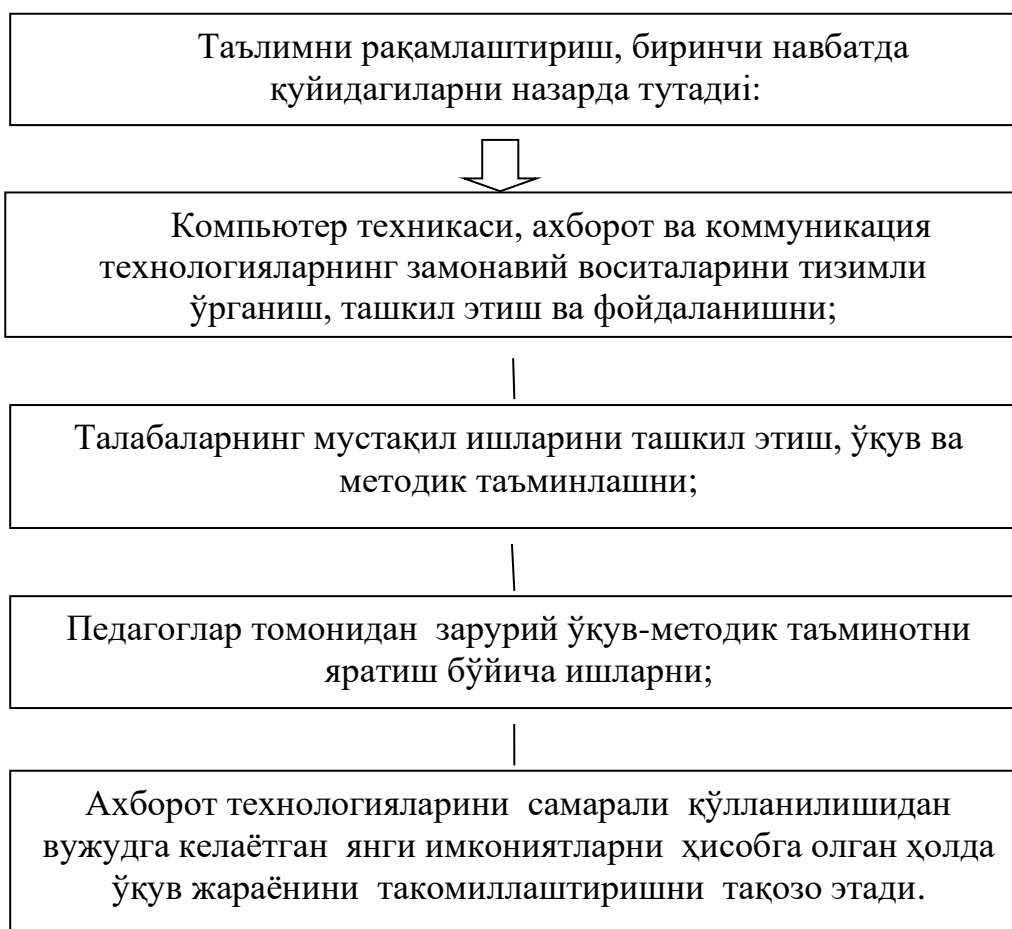 Таълимни рақамлаштириш, биринчи навбатда
қуйидагиларни назарда тутадиi:
Компьютер техникаси, ахборот ва коммуникация
технологияларнинг замонавий воситаларини тизимли
ўрганиш, ташкил этиш ва фойдаланишни;
Талабаларнинг мустақил ишларини ташкил этиш, ўқув ва
методик таъминлашни;
Педагоглар томонидан зарурий ўқув-методик таъминотни
яратиш бўйича ишларни;
Ахборот технологияларини самарали қўлланилишидан
вужудга келаётган янги имкониятларни ҳисобга олган ҳолда
ўқув жараёнини такомиллаштиришни тақозо этади.